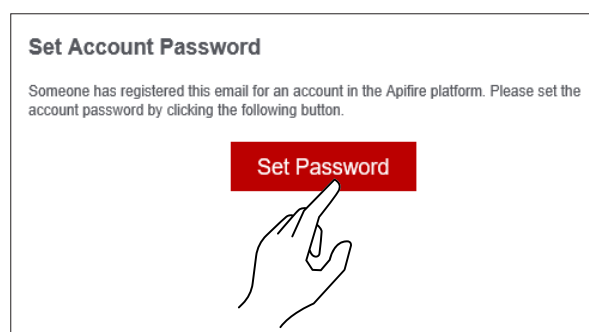 Set Account Password
Someone has registered this email for an account in the Apifire platform. Please set the
account password by clicking the following button.
Set Password